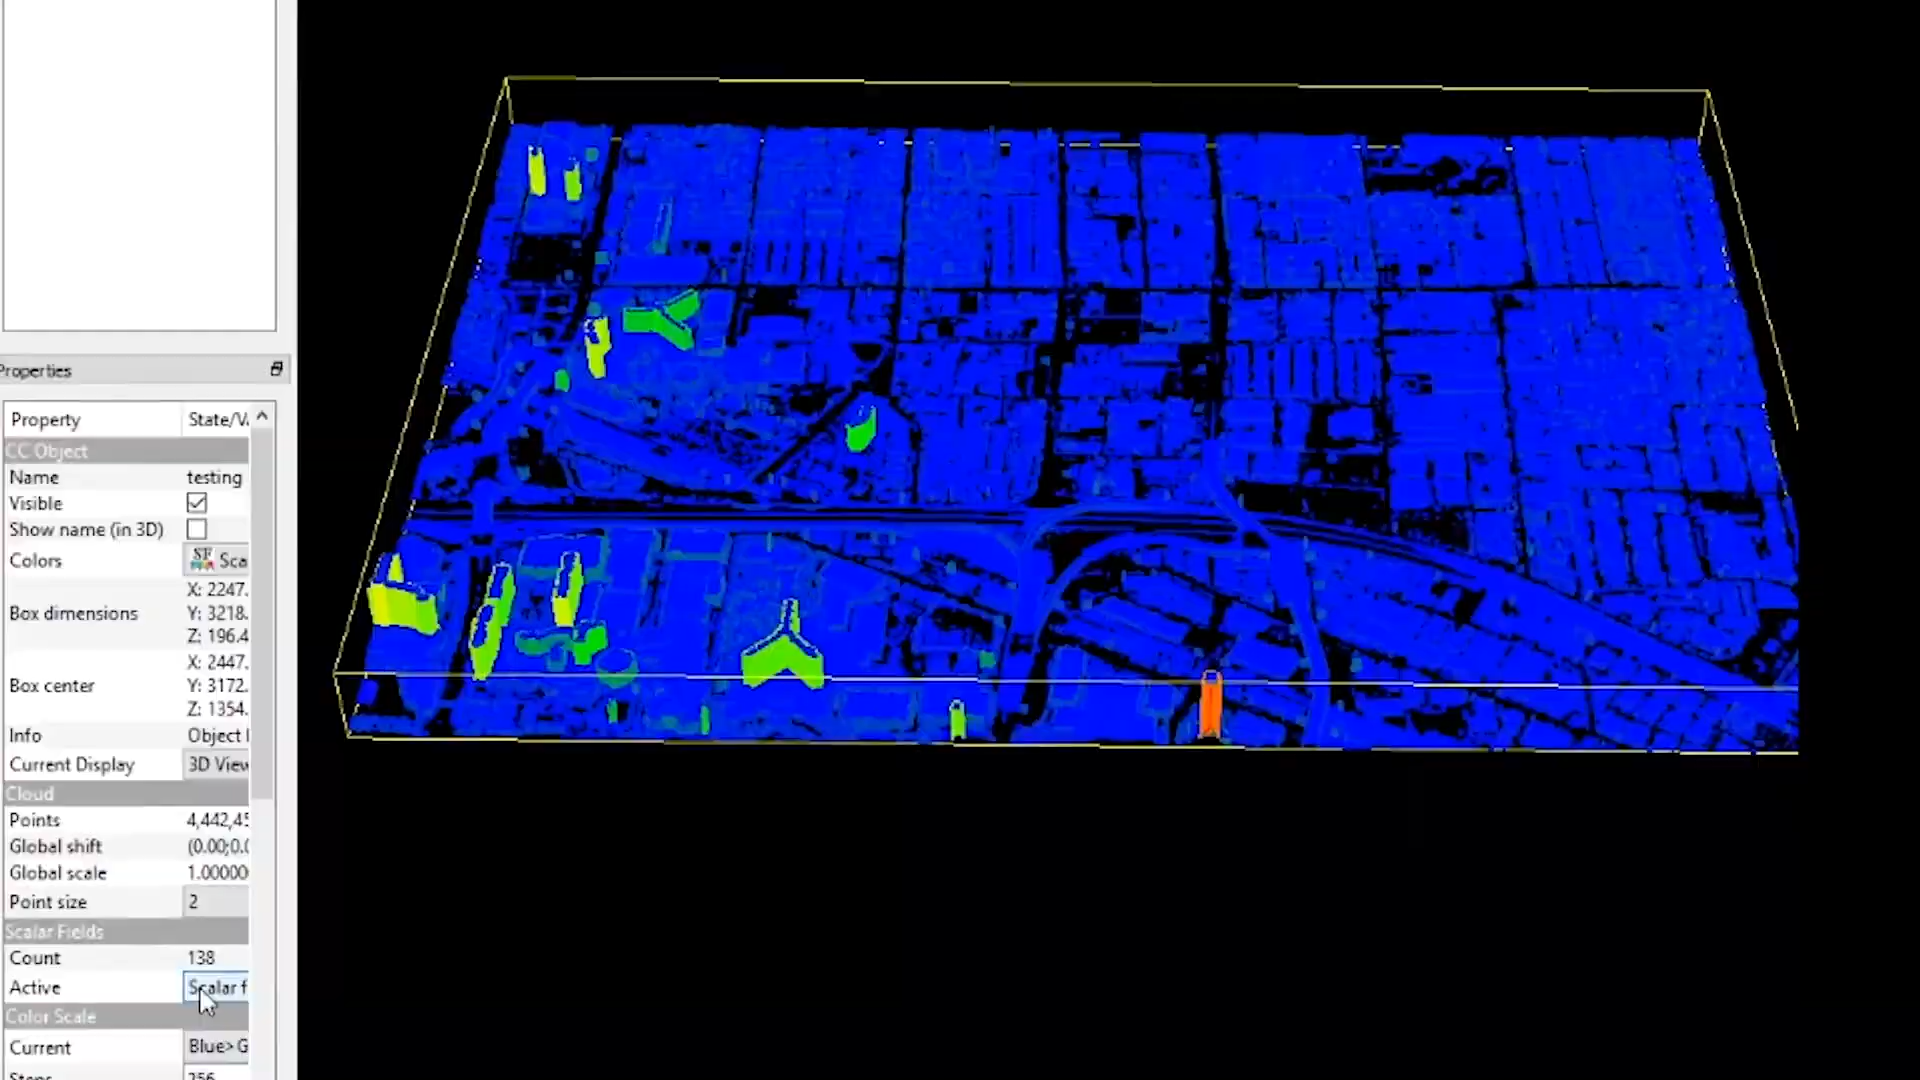 Properties
Property State/V
CC Object
Name testing
Visible
Show name (in 3D)
Colors SF Sca
Box dimensions X: 2247.
Y: 3218.
Z: 196.4
Box center X: 2447.
Y: 3172.
Z: 1354.
Info Object
Current Display 3D View
Cloud
Points 4,442,45
Global shift (0.00;0.0
Global scale 1.00000
Point size 2
Scalar Fields
Count 138
Active Scalar f
Color Scale
Current Blue>G
Steps 256